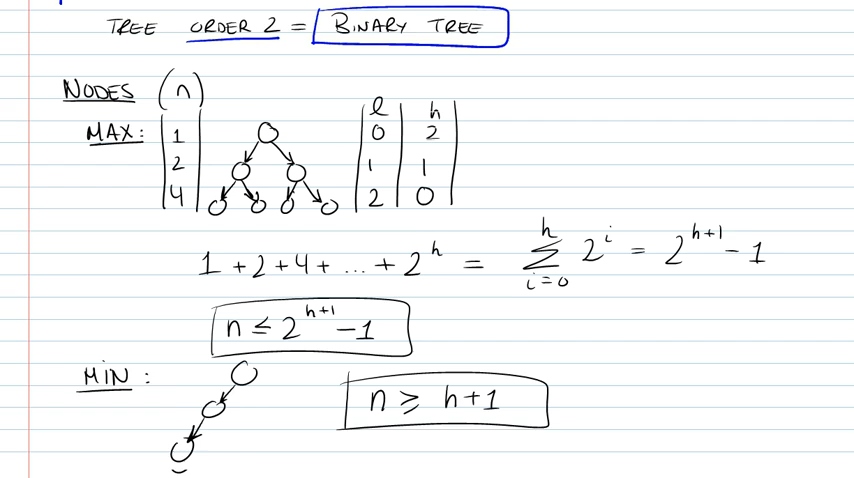 TREE ORDER 2 = BINARY TREE
NODES (n)
l h
MAX: 1 0 2
2 1 1
4 2 0
1 + 2 + 4 + ... + 2^h = ∑_{i=0}^{h} 2^i = 2^{h+1} - 1
n ≤ 2^{h+1} - 1
MIN :
n ≥ h+1